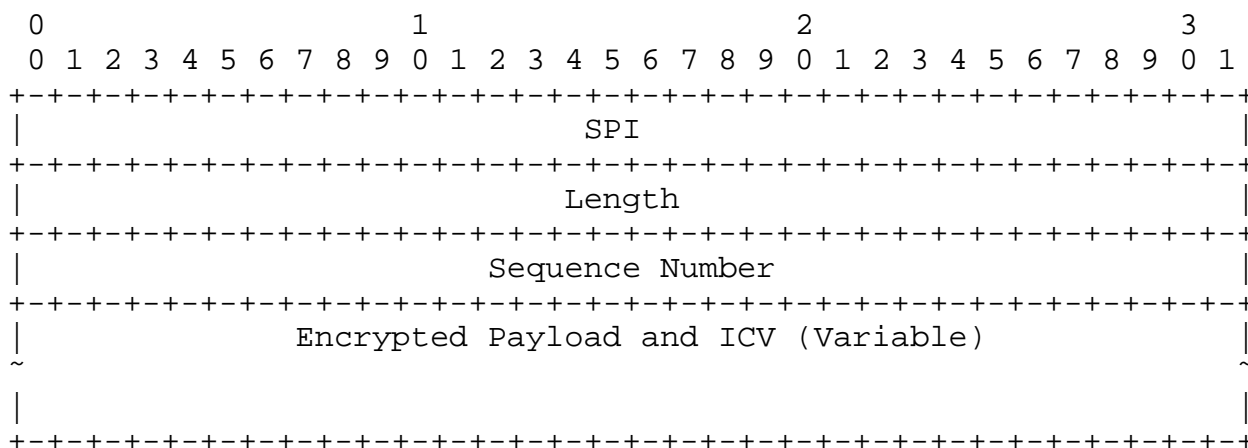 0                   1                   2                   3
 0 1 2 3 4 5 6 7 8 9 0 1 2 3 4 5 6 7 8 9 0 1 2 3 4 5 6 7 8 9 0 1
+-+-+-+-+-+-+-+-+-+-+-+-+-+-+-+-+-+-+-+-+-+-+-+-+-+-+-+-+-+-+-+-+
|                             SPI                               |
+-+-+-+-+-+-+-+-+-+-+-+-+-+-+-+-+-+-+-+-+-+-+-+-+-+-+-+-+-+-+-+-+
|                            Length                             |
+-+-+-+-+-+-+-+-+-+-+-+-+-+-+-+-+-+-+-+-+-+-+-+-+-+-+-+-+-+-+-+-+
|                        Sequence Number                        |
+-+-+-+-+-+-+-+-+-+-+-+-+-+-+-+-+-+-+-+-+-+-+-+-+-+-+-+-+-+-+-+-+
|              Encrypted Payload and ICV (Variable)             |
~                                                               ~
|                                                               |
+-+-+-+-+-+-+-+-+-+-+-+-+-+-+-+-+-+-+-+-+-+-+-+-+-+-+-+-+-+-+-+-+